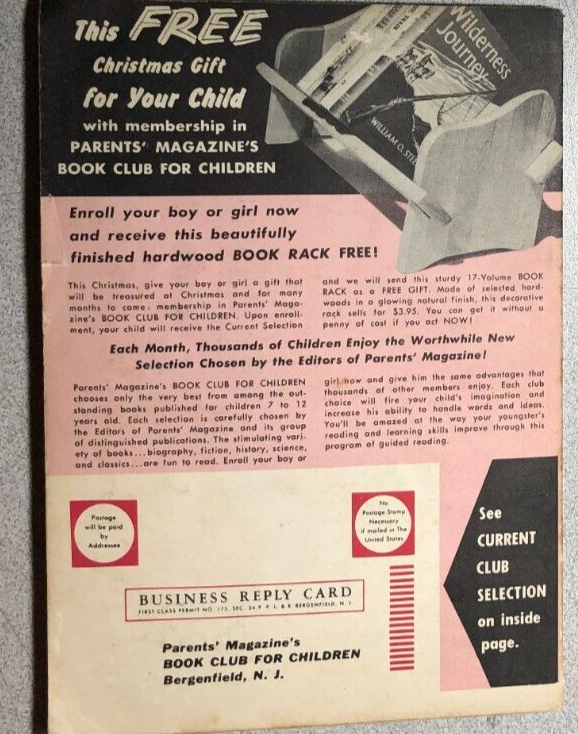 This FREE
Christmas Gift
for Your Child
with membership in
PARENTS' MAGAZINE'S
BOOK CLUB FOR CHILDREN
Wilderness
Journey
WILLIAM O. STEELE
Enroll your boy or girl now
and receive this beautifully
finished hardwood BOOK RACK FREE!
This Christmas, give your boy or girl a gift that
will be treasured at Christmas and for many
months to come: membership in Parents' Maga-
zine's BOOK CLUB FOR CHILDREN. Upon enroll-
ment, your child will receive the Current Selection
and we will send this sturdy 17-Volume BOOK
RACK as a FREE GIFT. Made of selected hard-
woods in a glowing natural finish, this decorative
rack sells for $3.95. You can get it without a
penny of cost if you act NOW!
Each Month, Thousands of Children Enjoy the Worthwhile New
Selection Chosen by the Editors of Parents' Magazine!
Parents' Magazine's BOOK CLUB FOR CHILDREN
chooses only the very best from among the out-
standing books published for children 7 to 12
years old. Each selection is carefully chosen by
the Editors of Parents' Magazine and its group
of distinguished publications. The stimulating vari-
ety of books...biography, fiction, history, science,
and classics...are fun to read. Enroll your boy or
girl now and give him the same advantages that
thousands of other members enjoy. Each club
choice will fire your child's imagination and
increase his ability to handle words and ideas.
You'll be amazed at the way your youngster's
reading and learning skills improve through this
program of guided reading.
Postage
will be paid
by
Addressee
No
Postage Stamp
Necessary
if mailed in The
United States
BUSINESS REPLY CARD
FIRST CLASS PERMIT NO. 173, SEC. 34.9 P. L. & R. BERGENFIELD, N. J.
Parents' Magazine's
BOOK CLUB FOR CHILDREN
Bergenfield, N. J.
See
CURRENT
CLUB
SELECTION
on inside
page.